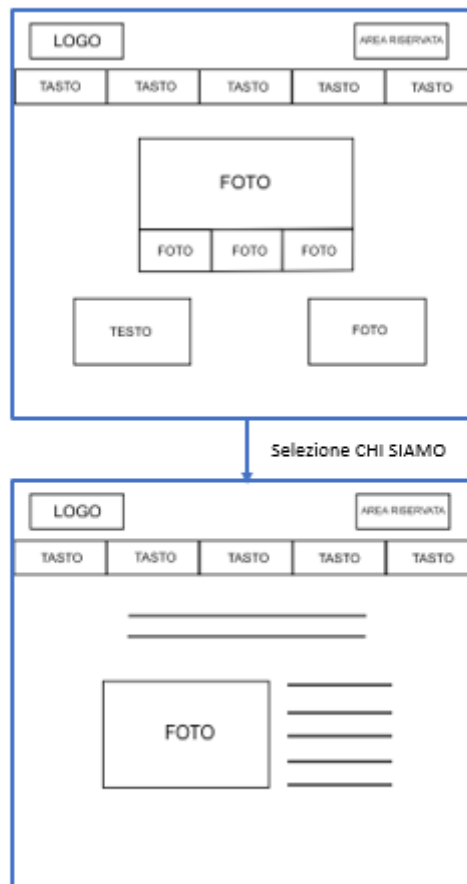 LOGO AREA RISERVATA
TASTO TASTO TASTO TASTO TASTO
FOTO
FOTO FOTO FOTO
TESTO FOTO
Selezione CHI SIAMO
LOGO AREA RISERVATA
TASTO TASTO TASTO TASTO TASTO
FOTO